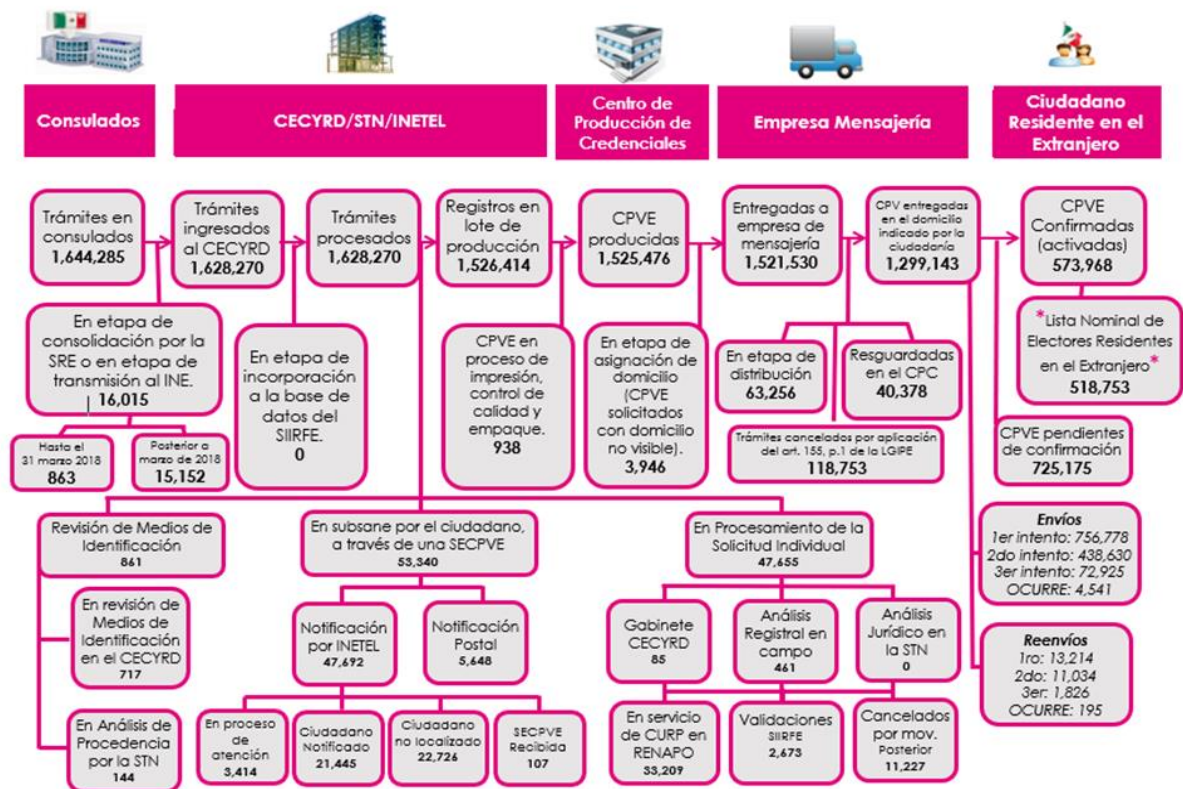 Consulados
CECYRD/STN/INETEL
Centro de
Producción de
Credenciales
Empresa Mensajería
Ciudadano
Residente en el
Extranjero
Trámites en
consulados
1,644,285
Trámites
ingresados
al CECYRD
1,628,270
Trámites
procesados
1,628,270
Registros en
lote de
producción
1,526,414
CPVE
producidas
1,525,476
Entregadas a
empresa de
mensajería
1,521,530
CPV entregadas
en el domicilio
indicado por la
ciudadanía
1,299,143
CPVE
Confirmadas
(activadas)
573,968
En etapa de
consolidación por la
SRE o en etapa de
transmisión al INE.
16,015
Hasta el
31 marzo 2018
863
Posterior a
marzo de 2018
15,152
En etapa de
incorporación
a la base de
datos del
SIIRFE.
0
CPVE en
proceso de
impresión,
control de
calidad y
empaque.
938
En etapa de
asignación de
domicilio
(CPVE
solicitados
con domicilio
no visible).
3,946
En etapa de
distribución
63,256
Resguardadas
en el CPC
40,378
Trámites cancelados por aplicación
del art. 155, p.1 de la LGIPE
118,753
*Lista Nominal de
Electores Residentes
en el Extranjero*
518,753
CPVE pendientes
de confirmación
725,175
Revisión de Medios de
Identificación
861
En revisión de
Medios de
Identificación
en el CECYRD
717
En Análisis de
Procedencia
por la STN
144
En subsane por el ciudadano,
a través de una SECPVE
53,340
Notificación
por INETEL
47,692
Notificación
Postal
5,648
En proceso
de
atención
3,414
Ciudadano
Notificado
21,445
Ciudadano
no localizado
22,726
SECPVE
Recibida
107
En Procesamiento de la
Solicitud Individual
47,655
Gabinete
CECYRD
85
Análisis
Registral en
campo
461
Análisis
Jurídico en
la STN
0
En servicio
de CURP en
RENAPO
33,209
Validaciones
SIIRFE
2,673
Cancelados
por mov.
Posterior
11,227
Envíos
1er intento: 756,778
2do intento: 438,630
3er intento: 72,925
OCURRE: 4,541
Reenvíos
1ro: 13,214
2do: 11,034
3er: 1,826
OCURRE: 195